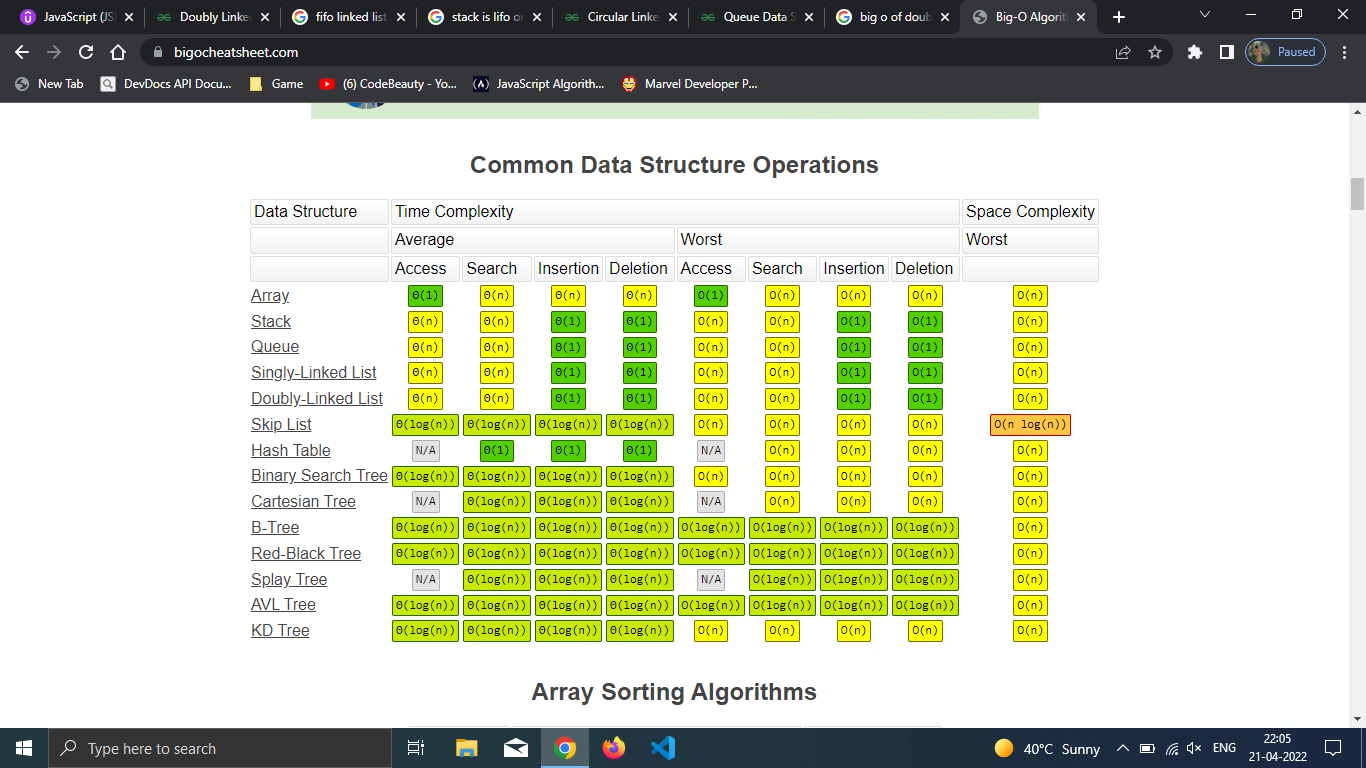 JavaScript (JS
Doubly Linke
fifo linked list
stack is lifo or
Circular Linke
Queue Data S
big o of doub
Big-O Algorit
bigocheatsheet.com
Paused
New Tab
DevDocs API Docu...
Game
(6) CodeBeauty - Yo...
JavaScript Algorith...
Marvel Developer P...
Common Data Structure Operations
Data Structure Time Complexity Space Complexity
Average Worst Worst
Access Search Insertion Deletion Access Search Insertion Deletion
Array Θ(1) Θ(n) Θ(n) Θ(n) O(1) O(n) O(n) O(n) O(n)
Stack Θ(n) Θ(n) Θ(1) Θ(1) O(n) O(n) O(1) O(1) O(n)
Queue Θ(n) Θ(n) Θ(1) Θ(1) O(n) O(n) O(1) O(1) O(n)
Singly-Linked List Θ(n) Θ(n) Θ(1) Θ(1) O(n) O(n) O(1) O(1) O(n)
Doubly-Linked List Θ(n) Θ(n) Θ(1) Θ(1) O(n) O(n) O(1) O(1) O(n)
Skip List Θ(log(n)) Θ(log(n)) Θ(log(n)) Θ(log(n)) O(n) O(n) O(n) O(n) O(n log(n))
Hash Table N/A Θ(1) Θ(1) Θ(1) N/A O(n) O(n) O(n) O(n)
Binary Search Tree Θ(log(n)) Θ(log(n)) Θ(log(n)) Θ(log(n)) O(n) O(n) O(n) O(n) O(n)
Cartesian Tree N/A Θ(log(n)) Θ(log(n)) Θ(log(n)) N/A O(n) O(n) O(n) O(n)
B-Tree Θ(log(n)) Θ(log(n)) Θ(log(n)) Θ(log(n)) O(log(n)) O(log(n)) O(log(n)) O(log(n)) O(n)
Red-Black Tree Θ(log(n)) Θ(log(n)) Θ(log(n)) Θ(log(n)) O(log(n)) O(log(n)) O(log(n)) O(log(n)) O(n)
Splay Tree N/A Θ(log(n)) Θ(log(n)) Θ(log(n)) N/A O(log(n)) O(log(n)) O(log(n)) O(n)
AVL Tree Θ(log(n)) Θ(log(n)) Θ(log(n)) Θ(log(n)) O(log(n)) O(log(n)) O(log(n)) O(log(n)) O(n)
KD Tree Θ(log(n)) Θ(log(n)) Θ(log(n)) Θ(log(n)) O(n) O(n) O(n) O(n) O(n)
Array Sorting Algorithms
Type here to search
40°C Sunny
ENG
22:05
21-04-2022